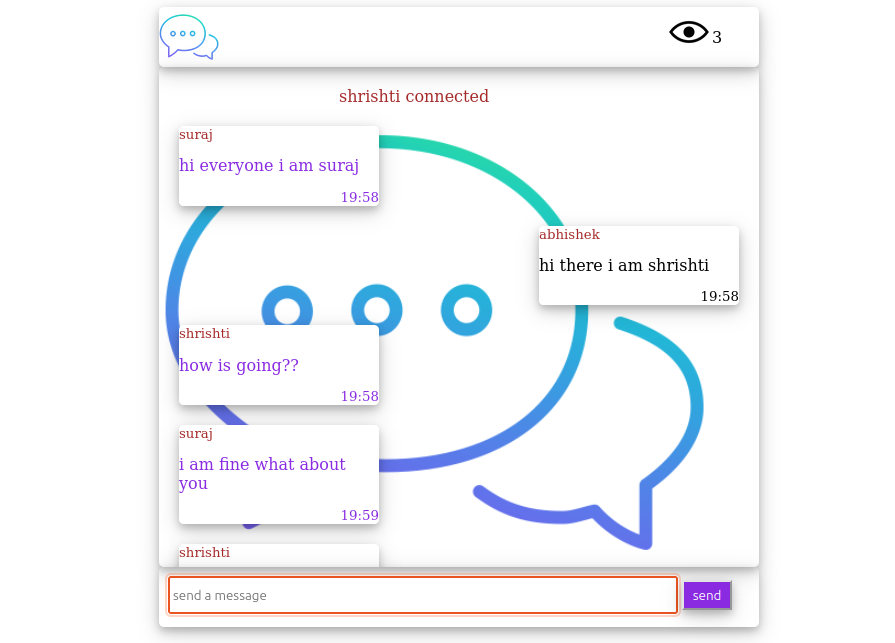 3
shrishti connected
suraj
hi everyone i am suraj
19:58
abhishek
hi there i am shrishti
19:58
shrishti
how is going??
19:58
suraj
i am fine what about
you
19:59
shrishti
send a message
send